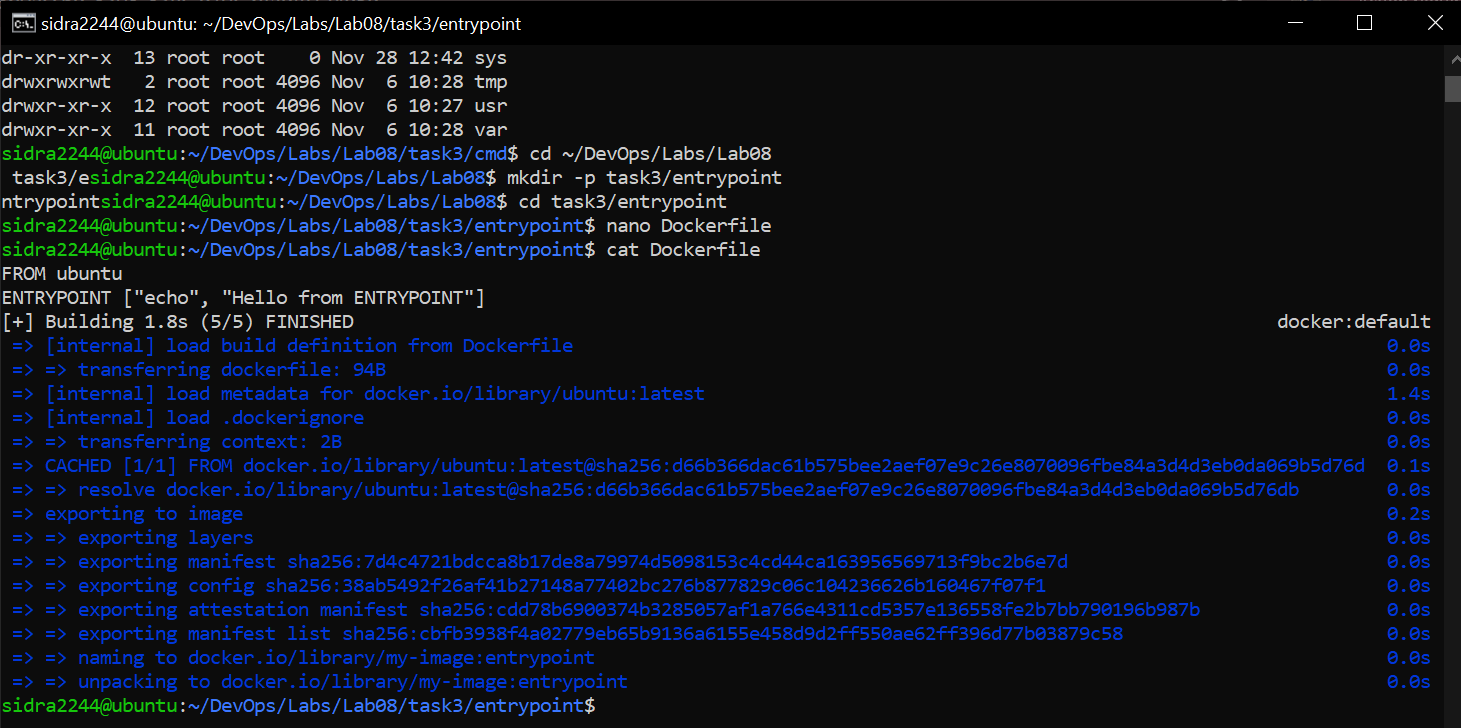 sidra2244@ubuntu: ~/DevOps/Labs/Lab08/task3/entrypoint
dr-xr-xr-x  13 root root    0 Nov 28 12:42 sys
drwxrwxrwt   2 root root 4096 Nov  6 10:28 tmp
drwxr-xr-x  12 root root 4096 Nov  6 10:27 usr
drwxr-xr-x  11 root root 4096 Nov  6 10:28 var
sidra2244@ubuntu:~/DevOps/Labs/Lab08/task3/cmd$ cd ~/DevOps/Labs/Lab08
 task3/esidra2244@ubuntu:~/DevOps/Labs/Lab08$ mkdir -p task3/entrypoint
ntrypointsidra2244@ubuntu:~/DevOps/Labs/Lab08$ cd task3/entrypoint
sidra2244@ubuntu:~/DevOps/Labs/Lab08/task3/entrypoint$ nano Dockerfile
sidra2244@ubuntu:~/DevOps/Labs/Lab08/task3/entrypoint$ cat Dockerfile
FROM ubuntu
ENTRYPOINT ["echo", "Hello from ENTRYPOINT"]
[+] Building 1.8s (5/5) FINISHED docker:default
 => [internal] load build definition from Dockerfile 0.0s
 => => transferring dockerfile: 94B 0.0s
 => [internal] load metadata for docker.io/library/ubuntu:latest 1.4s
 => [internal] load .dockerignore 0.0s
 => => transferring context: 2B 0.0s
 => CACHED [1/1] FROM docker.io/library/ubuntu:latest@sha256:d66b366dac61b575bee2aef07e9c26e8070096fbe84a3d4d3eb0da069b5d76d 0.1s
 => => resolve docker.io/library/ubuntu:latest@sha256:d66b366dac61b575bee2aef07e9c26e8070096fbe84a3d4d3eb0da069b5d76db 0.0s
 => exporting to image 0.2s
 => => exporting layers 0.0s
 => => exporting manifest sha256:7d4c4721bdcca8b17de8a79974d5098153c4cd44ca163956569713f9bc2b6e7d 0.0s
 => => exporting config sha256:38ab5492f26af41b27148a77402bc276b877829c06c104236626b160467f07f1 0.0s
 => => exporting attestation manifest sha256:cdd78b6900374b3285057af1a766e4311cd5357e136558fe2b7bb790196b987b 0.0s
 => => exporting manifest list sha256:cbfb3938f4a02779eb65b9136a6155e458d9d2ff550ae62ff396d77b03879c58 0.0s
 => => naming to docker.io/library/my-image:entrypoint 0.0s
 => => unpacking to docker.io/library/my-image:entrypoint 0.0s
sidra2244@ubuntu:~/DevOps/Labs/Lab08/task3/entrypoint$